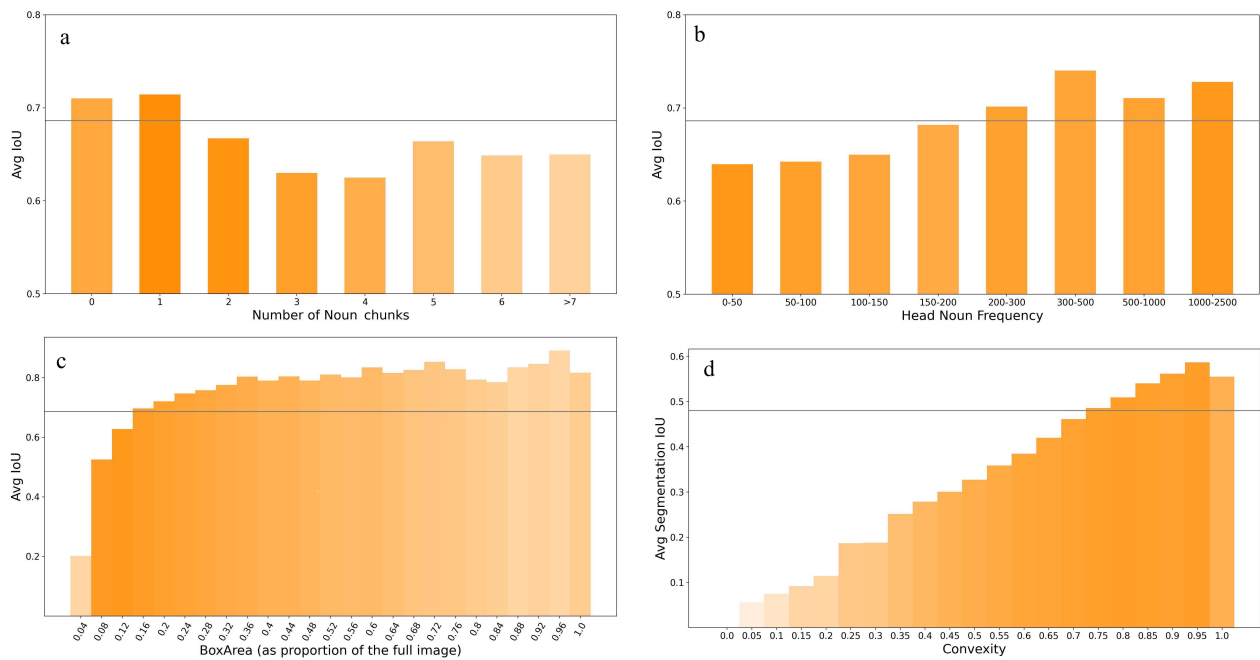 a
0.8
0.7
0.6
0.5
Avg IoU
0 1 2 3 4 5 6 >7
Number of Noun chunks
b
0.8
0.7
0.6
0.5
Avg IoU
0-50 50-100 100-150 150-200 200-300 300-500 500-1000 1000-2500
Head Noun Frequency
c
0.8
0.6
0.4
0.2
Avg IoU
0.04 0.08 0.12 0.16 0.2 0.24 0.28 0.32 0.36 0.4 0.44 0.48 0.52 0.56 0.6 0.64 0.68 0.72 0.76 0.8 0.84 0.88 0.92 0.96 1.0
BoxArea (as proportion of the full image)
d
0.6
0.5
0.4
0.3
0.2
0.1
Avg Segmentation IoU
0.0 0.05 0.1 0.15 0.2 0.25 0.3 0.35 0.4 0.45 0.5 0.55 0.6 0.65 0.7 0.75 0.8 0.85 0.9 0.95 1.0
Convexity